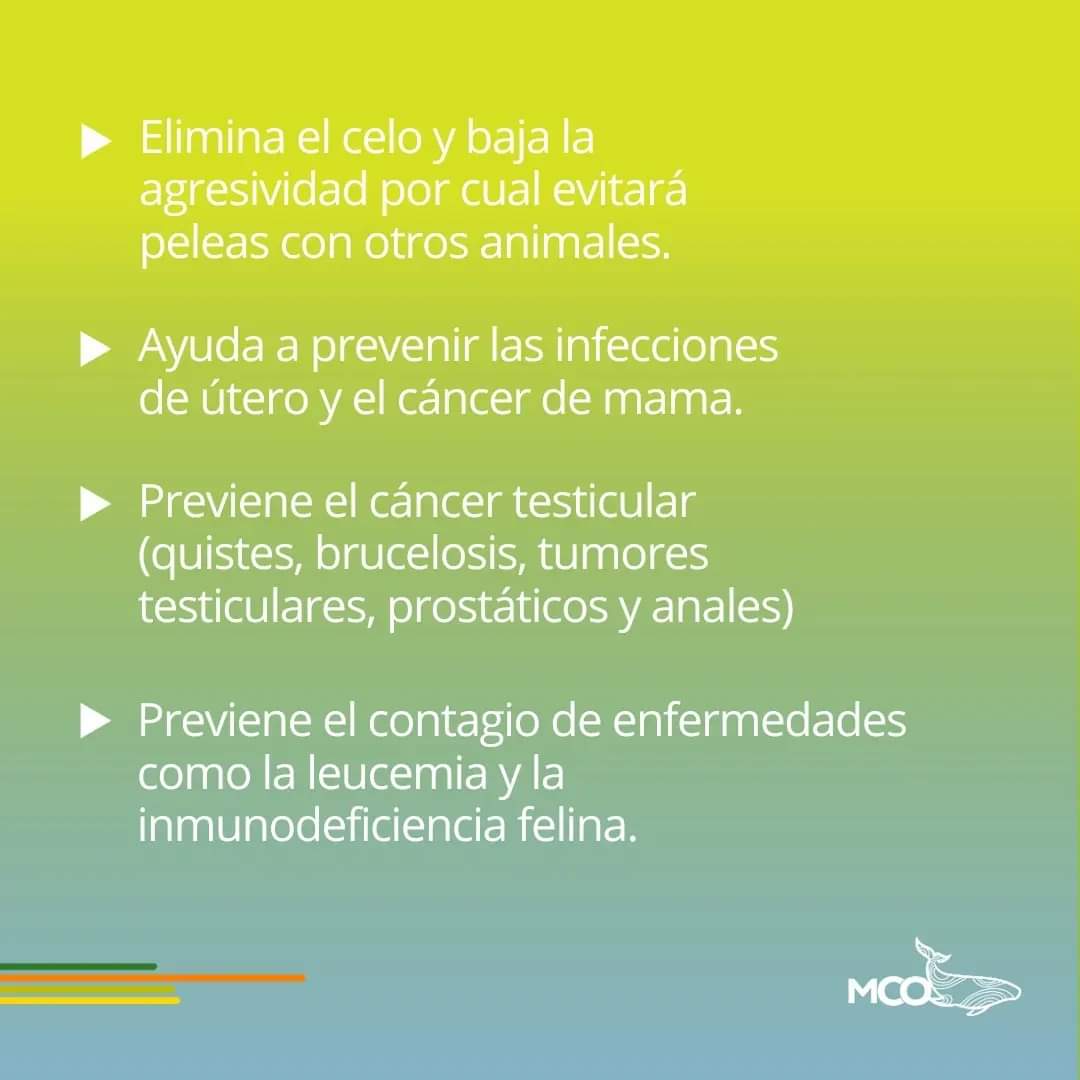 Elimina el celo y baja la
agresividad por cual evitará
peleas con otros animales.
Ayuda a prevenir las infecciones
de útero y el cáncer de mama.
Previene el cáncer testicular
(quistes, brucelosis, tumores
testiculares, prostáticos y anales)
Previene el contagio de enfermedades
como la leucemia y la
inmunodeficiencia felina.
MCO